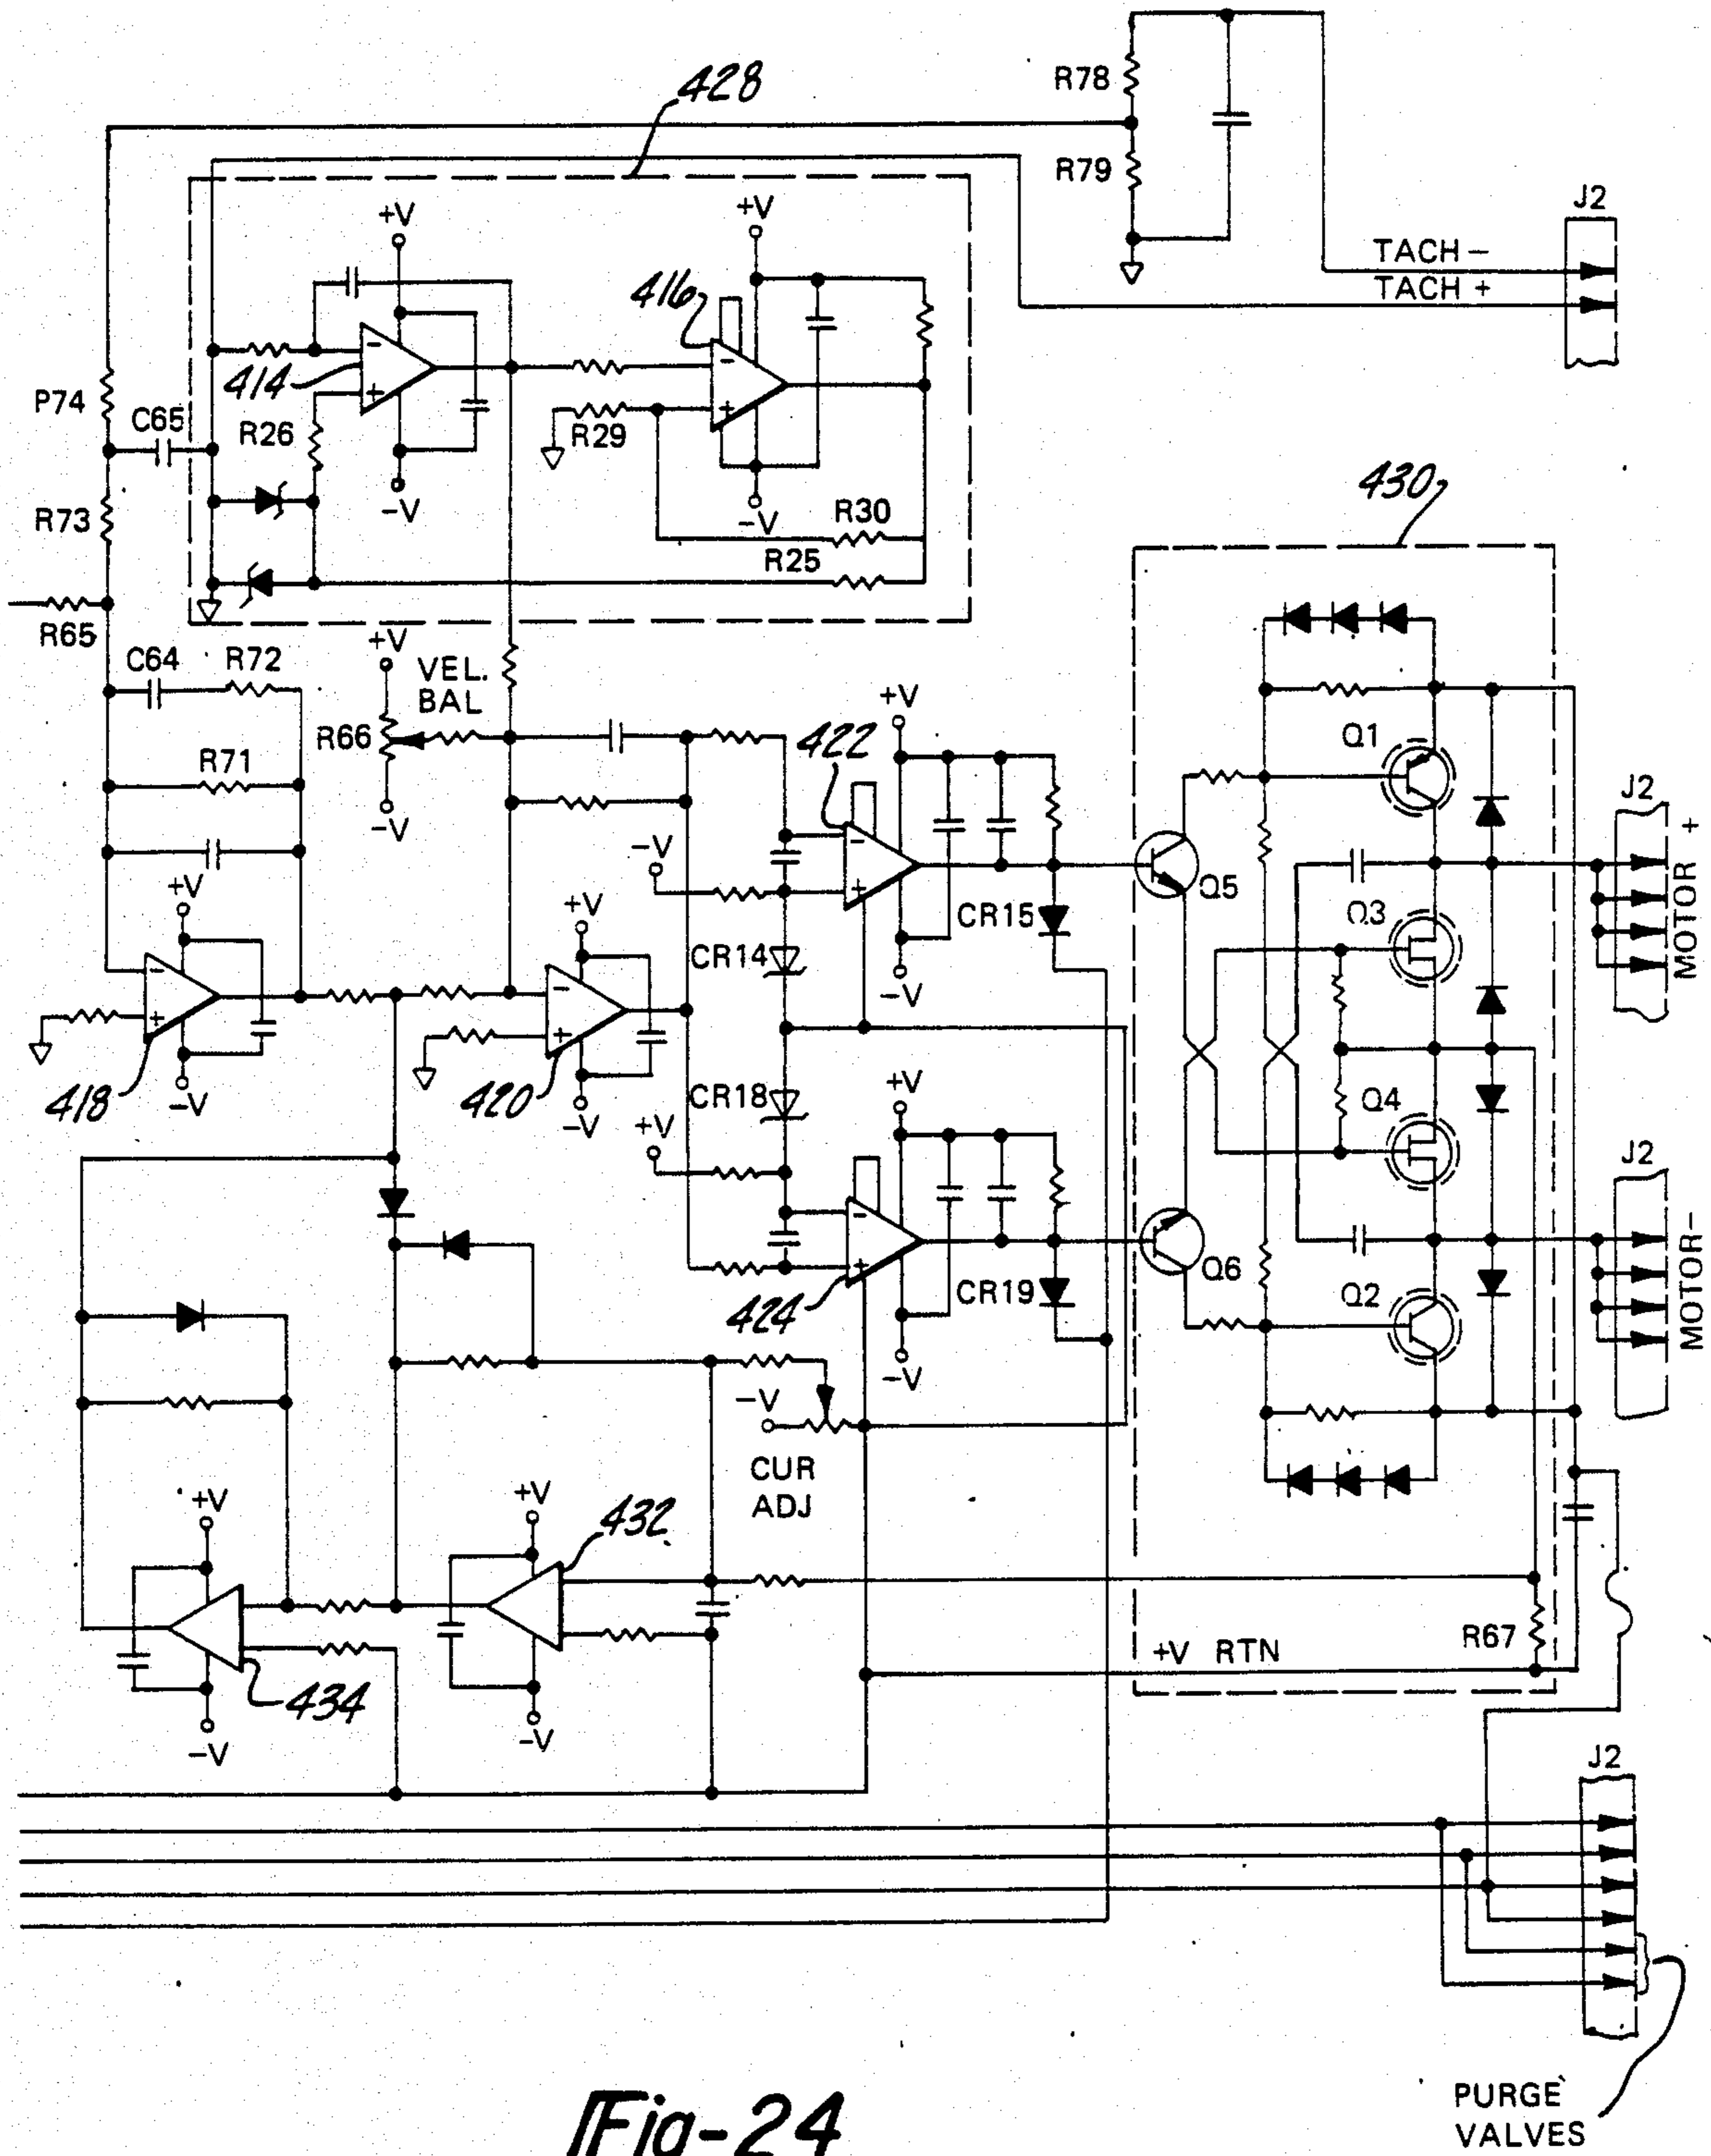 R78
428
R79
J2
+V
+V
TACH -
TACH +
416
414
P74
C65
R26
R29
430
-V
-V
R30
R73
R25
R65
+V
C64
R72
VEL.
BAL
+V
R66
422
Q1
R71
J2
-V
-V
MOTOR +
Q5
+V
+V
CR15
Q3
CR14
-V
418
-V
420
-V
CR18
+V
Q4
+V
J2
Q6
CR19
424
Q2
MOTOR-
-V
-V
CUR
ADJ
+V
+V
432
R67
+V RTN
434
-V
-V
J2
PURGE
VALVES
Fig-24